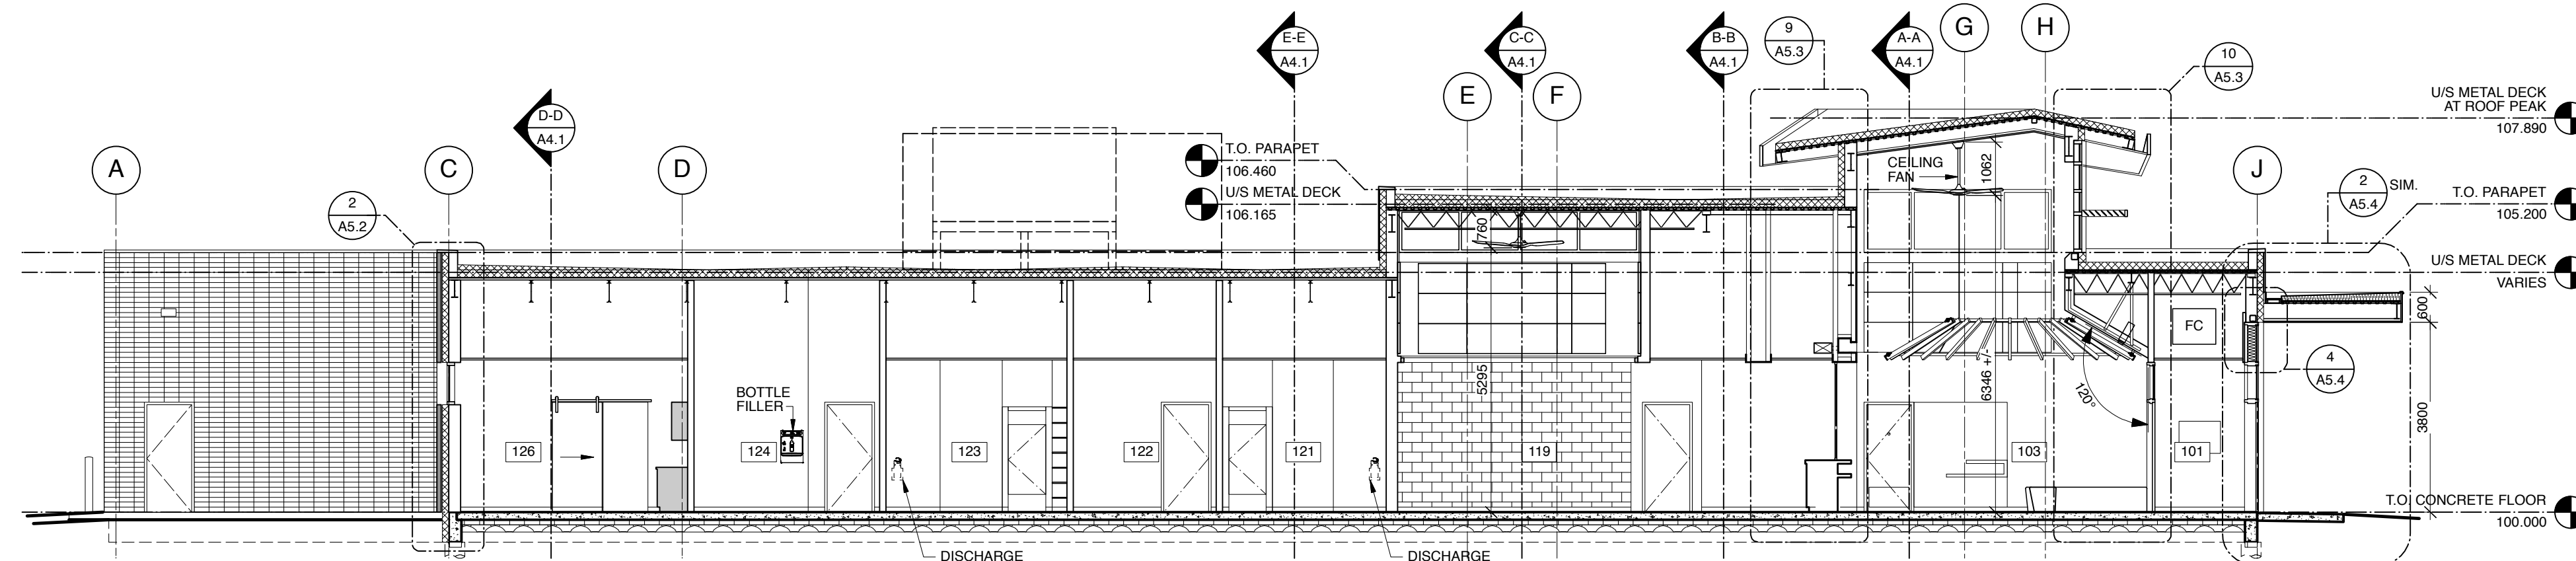 A
2
A5.2
C
D-D
A4.1
D
T.O. PARAPET
106.460
U/S METAL DECK
106.165
E-E
A4.1
E
C-C
A4.1
F
B-B
A4.1
9
A5.3
A-A
A4.1
G
H
10
A5.3
U/S METAL DECK
AT ROOF PEAK
107.890
J
2
A5.4
SIM.
T.O. PARAPET
105.200
U/S METAL DECK
VARIES
CEILING
FAN
1062
760
5295
6346 +/-
120°
FC
600
3800
4
A5.4
BOTTLE
FILLER
126
124
123
122
121
119
103
101
T.O. CONCRETE FLOOR
100.000
DISCHARGE
DISCHARGE